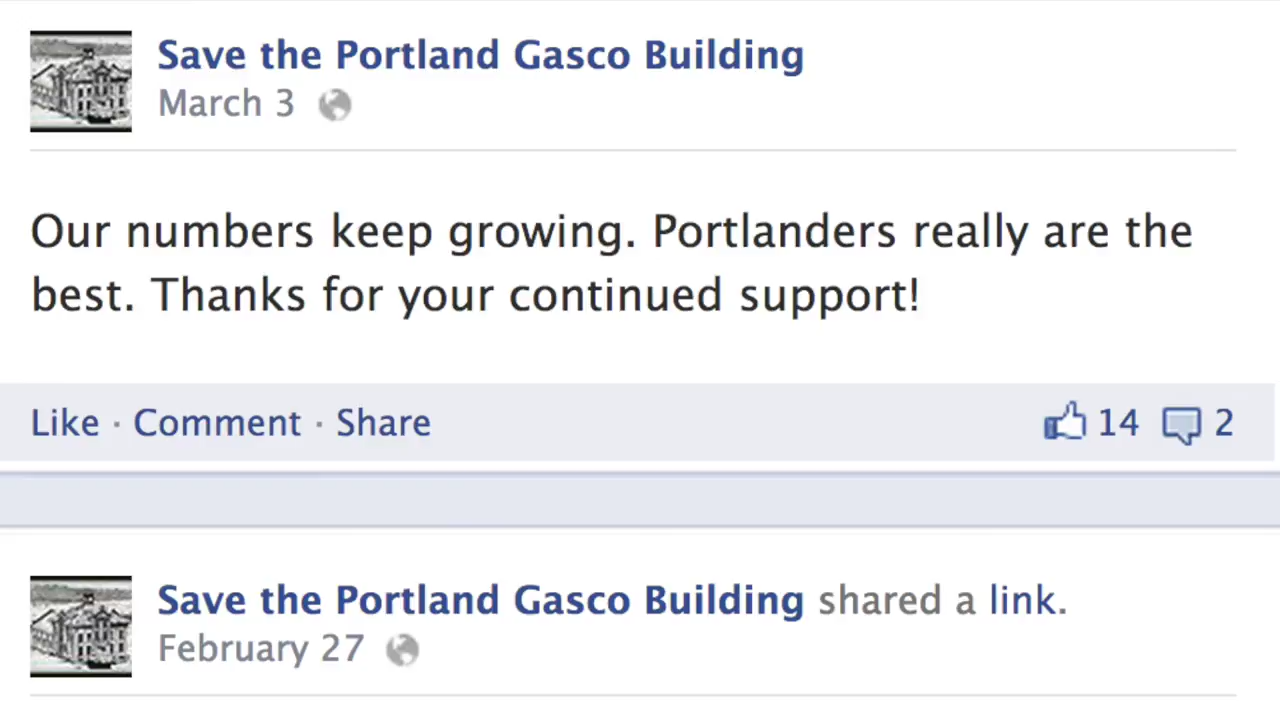 Save the Portland Gasco Building
March 3
Our numbers keep growing. Portlanders really are the
best. Thanks for your continued support!
Like · Comment · Share 14 2
Save the Portland Gasco Building shared a link.
February 27